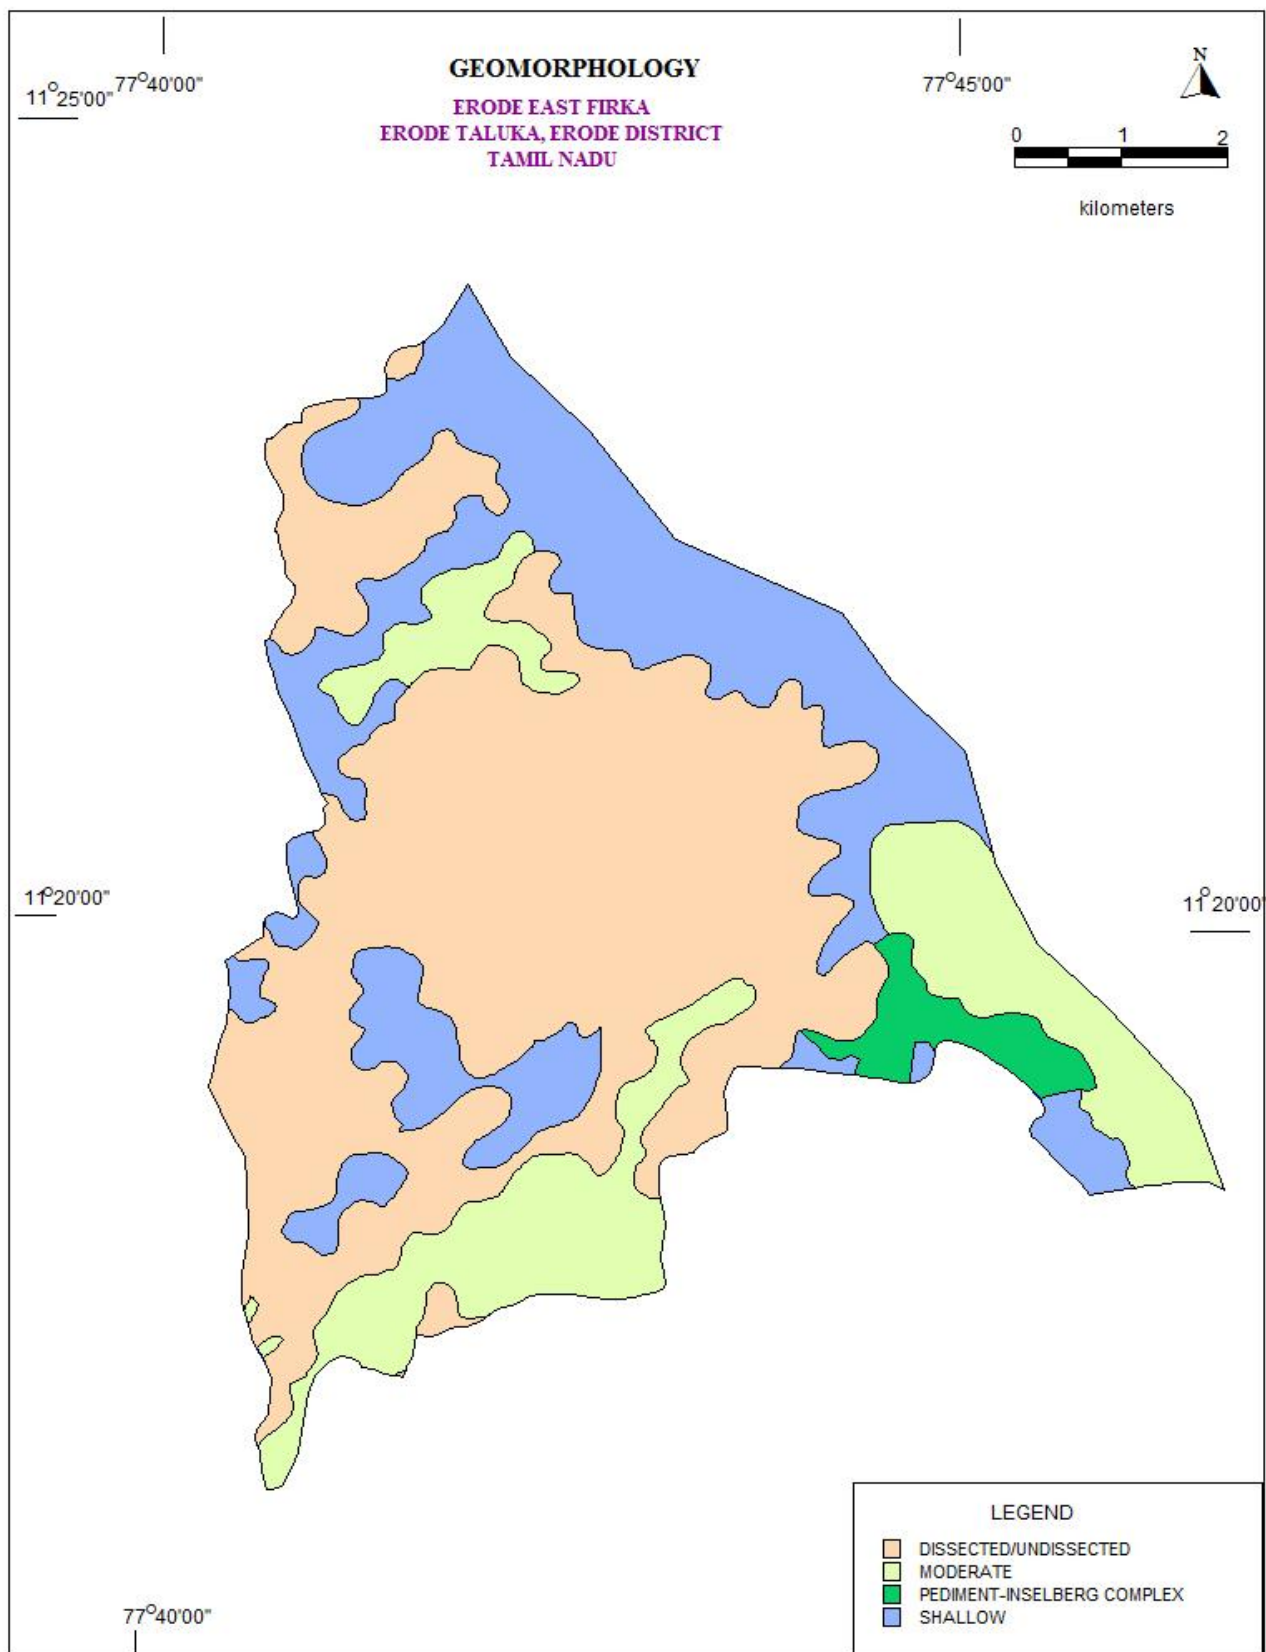 GEOMORPHOLOGY
ERODE EAST FIRKA
ERODE TALUKA, ERODE DISTRICT
TAMIL NADU
77°40'00"
77°45'00"
11°25'00"
N
0 1 2
kilometers
11°20'00"
11°20'00"
77°40'00"
LEGEND
DISSECTED/UNDISSECTED
MODERATE
PEDIMENT-INSELBERG COMPLEX
SHALLOW